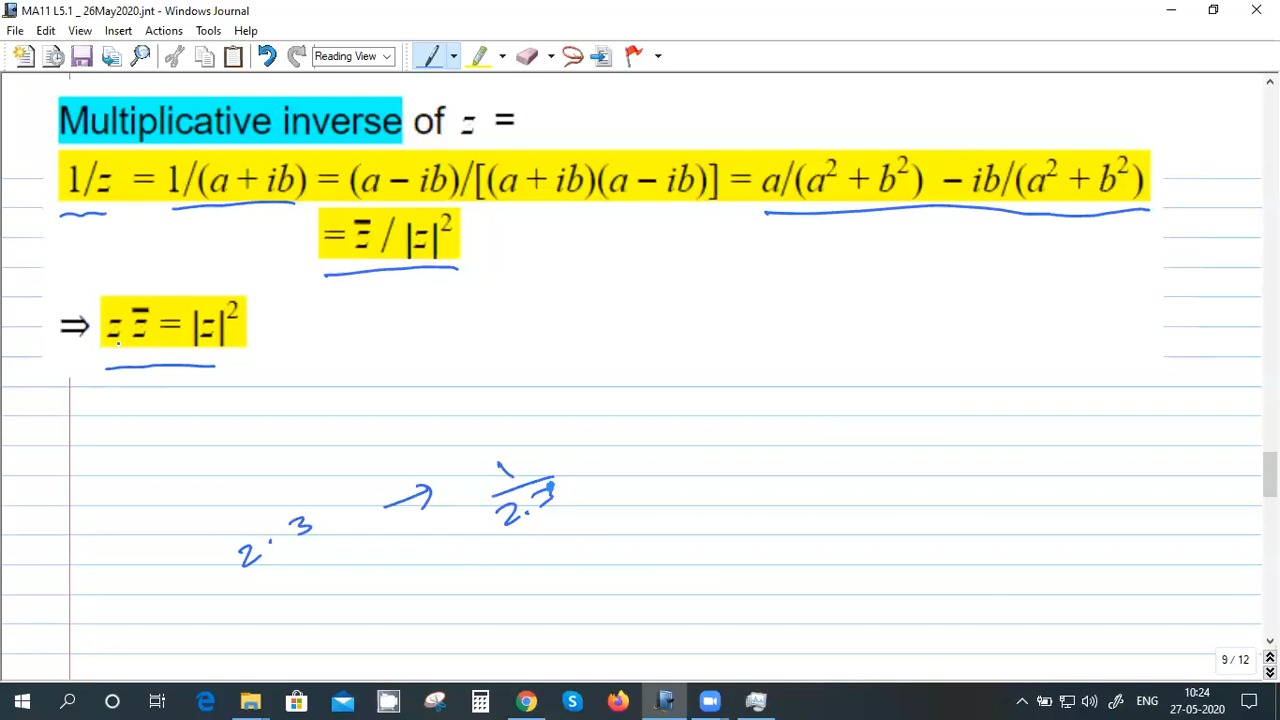 MA11 L5.1 _ 26May2020.jnt - Windows Journal
File Edit View Insert Actions Tools Help
Reading View
Multiplicative inverse of z =
1/z = 1/(a + ib) = (a − ib)/[(a + ib)(a − ib)] = a/(a² + b²) − ib/(a² + b²)
= z̅ / |z|²
⇒ z z̅ = |z|²
2.3 → 1/2.3
9 / 12
ENG
10:24
27-05-2020